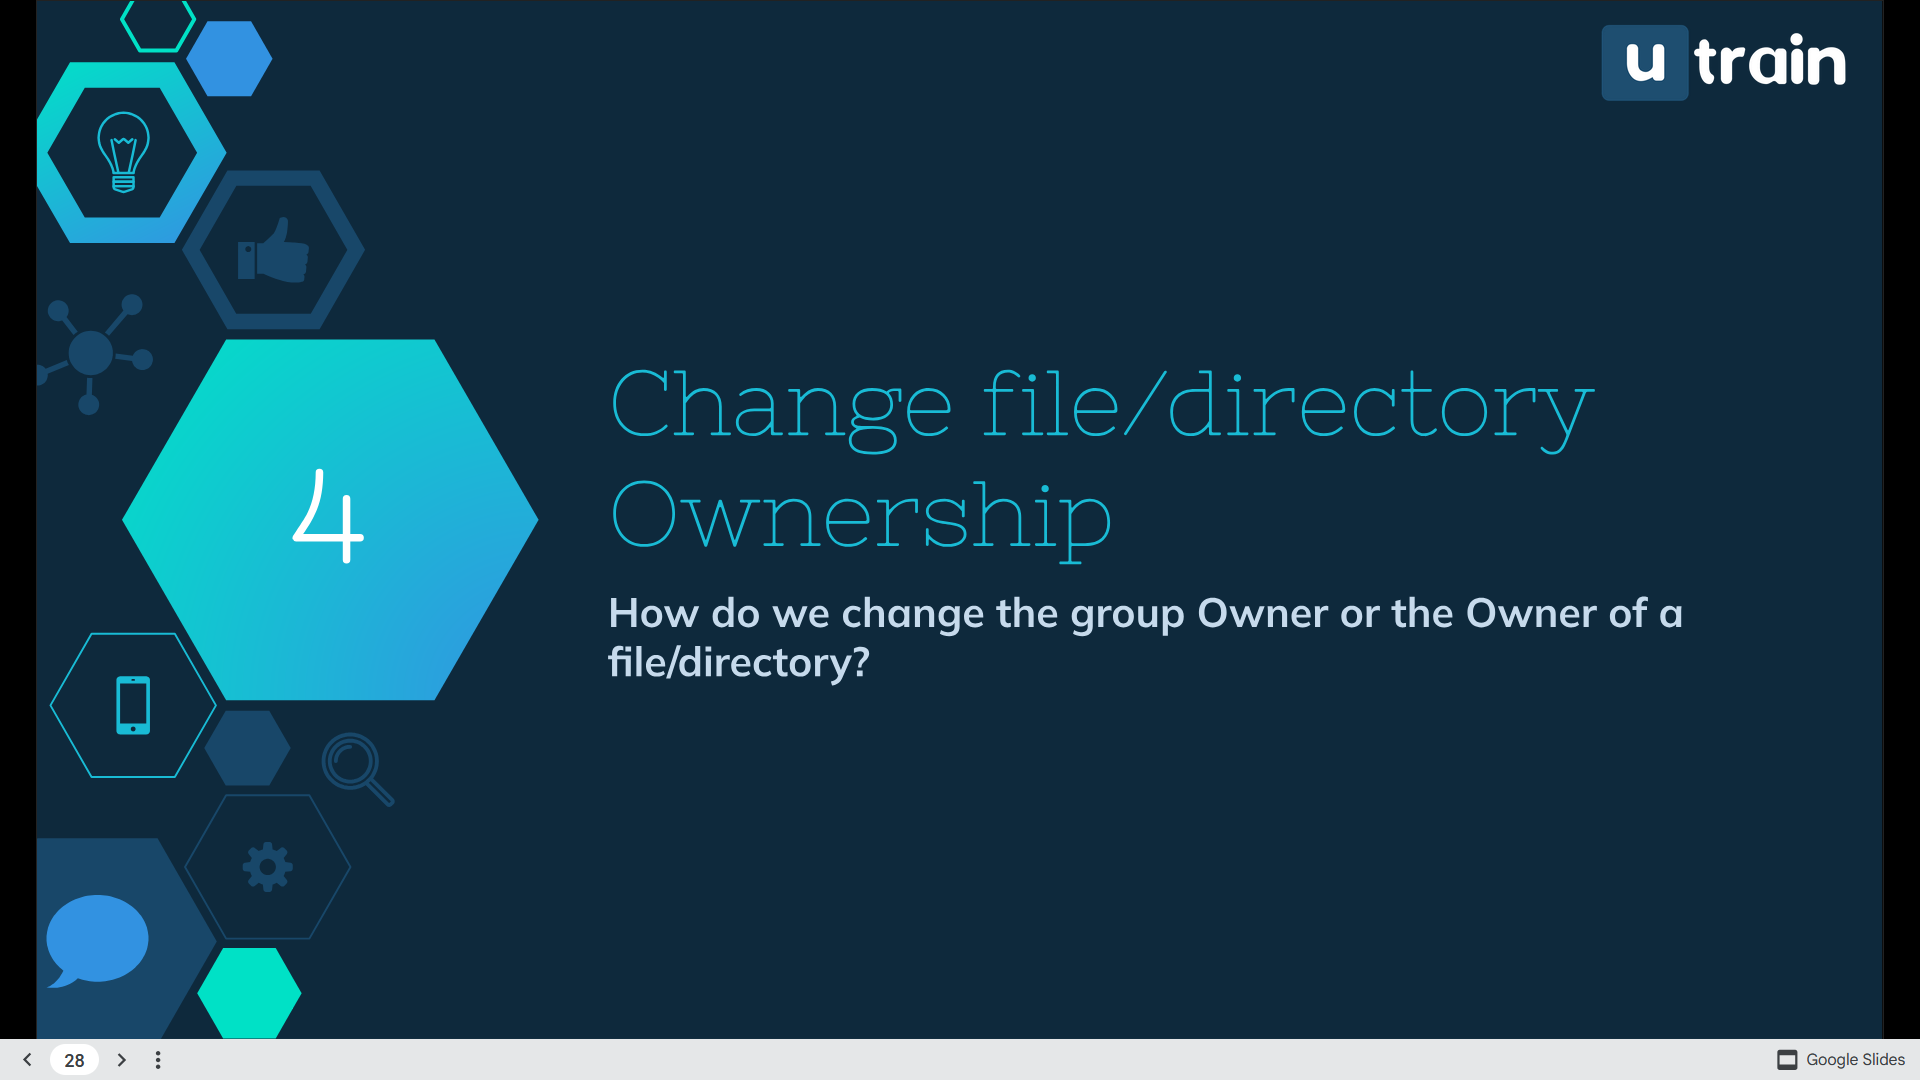 u train
4
Change file/directory
Ownership
How do we change the group Owner or the Owner of a
file/directory?
28
Google Slides